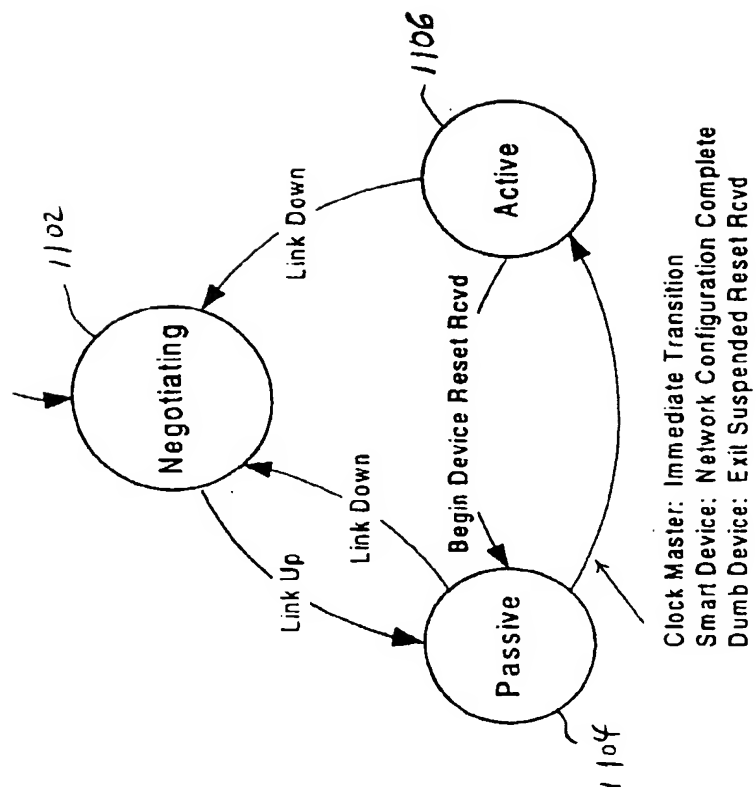 1102
Negotiating
Link Up
Link Down
Link Down
1106
Active
Begin Device Reset Rcvd
Passive
1104
Clock Master: Immediate Transition
Smart Device: Network Configuration Complete
Dumb Device: Exit Suspended Reset Rcvd